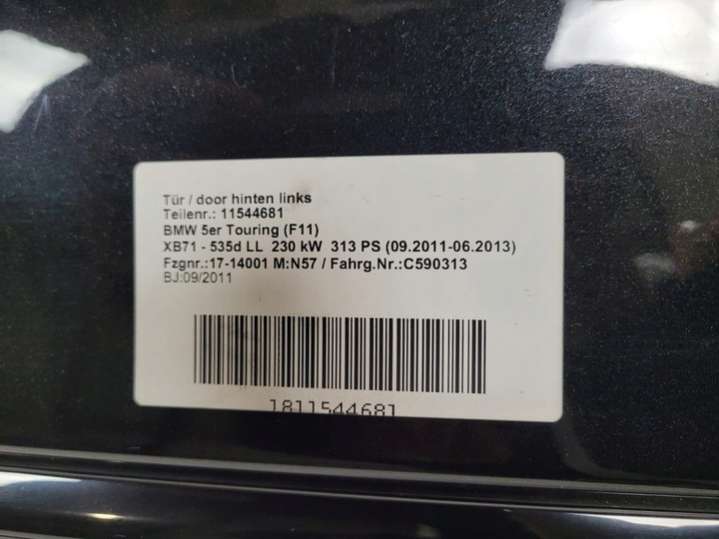 Tür / door hinten links
Teilenr.: 11544681
BMW 5er Touring (F11)
XB71 - 535d LL 230 kW 313 PS (09.2011-06.2013)
Fzgnr.:17-14001 M:N57 / Fahrg.Nr.:C590313
BJ:09/2011
1811544681